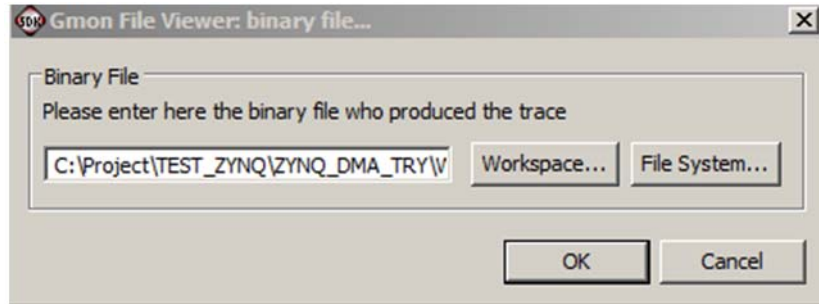 SDK Gmon File Viewer: binary file...
Binary File
Please enter here the binary file who produced the trace
C:\Project\TEST_ZYNQ\ZYNQ_DMA_TRY\ Workspace... File System...
OK Cancel